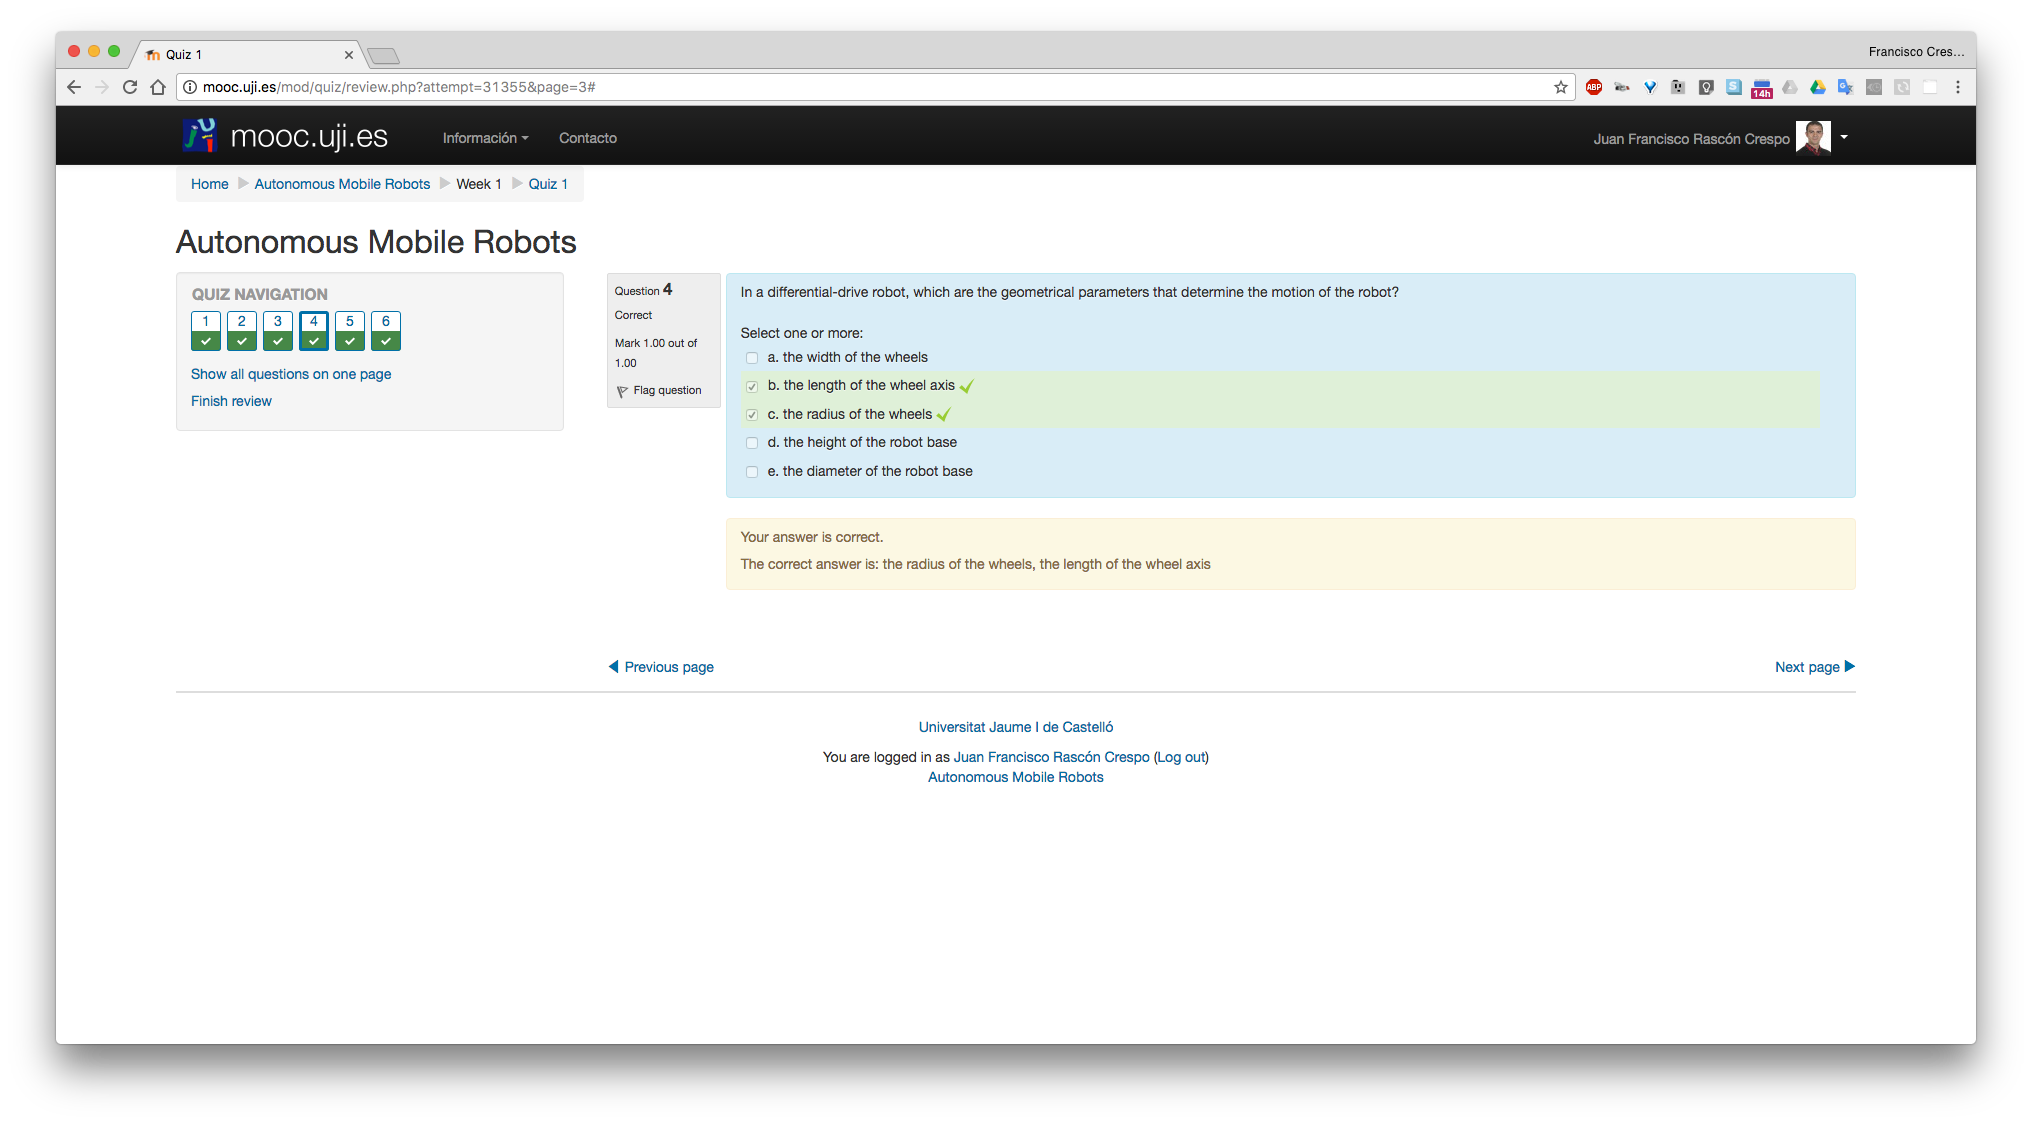 Quiz 1
Francisco Cres...
mooc.uji.es/mod/quiz/review.php?attempt=31355&page=3#
ABP
S
14h
mooc.uji.es
Información
Contacto
Juan Francisco Rascón Crespo
Home
Autonomous Mobile Robots
Week 1
Quiz 1
Autonomous Mobile Robots
QUIZ NAVIGATION
1 2 3 4 5 6
Show all questions on one page
Finish review
Question 4
Correct
Mark 1.00 out of
1.00
Flag question
In a differential-drive robot, which are the geometrical parameters that determine the motion of the robot?
Select one or more:
a. the width of the wheels
b. the length of the wheel axis
c. the radius of the wheels
d. the height of the robot base
e. the diameter of the robot base
Your answer is correct.
The correct answer is: the radius of the wheels, the length of the wheel axis
Previous page
Next page
Universitat Jaume I de Castelló
You are logged in as Juan Francisco Rascón Crespo (Log out)
Autonomous Mobile Robots